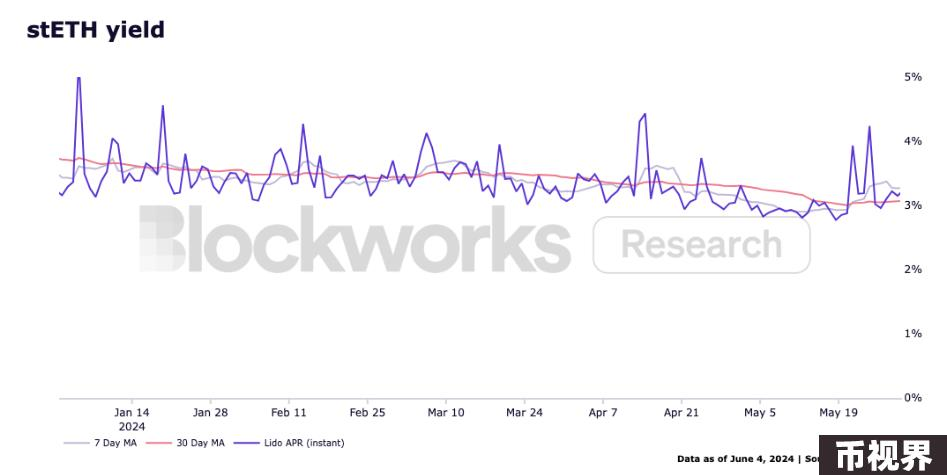 stETH yield
5%
4%
3%
2%
1%
0%
Blockworks
Research
Jan 14
2024
Jan 28
Feb 11
Feb 25
Mar 10
Mar 24
Apr 7
Apr 21
May 5
May 19
7 Day MA
30 Day MA
Lido APR (instant)
Data as of June 4, 2024 |
币视界